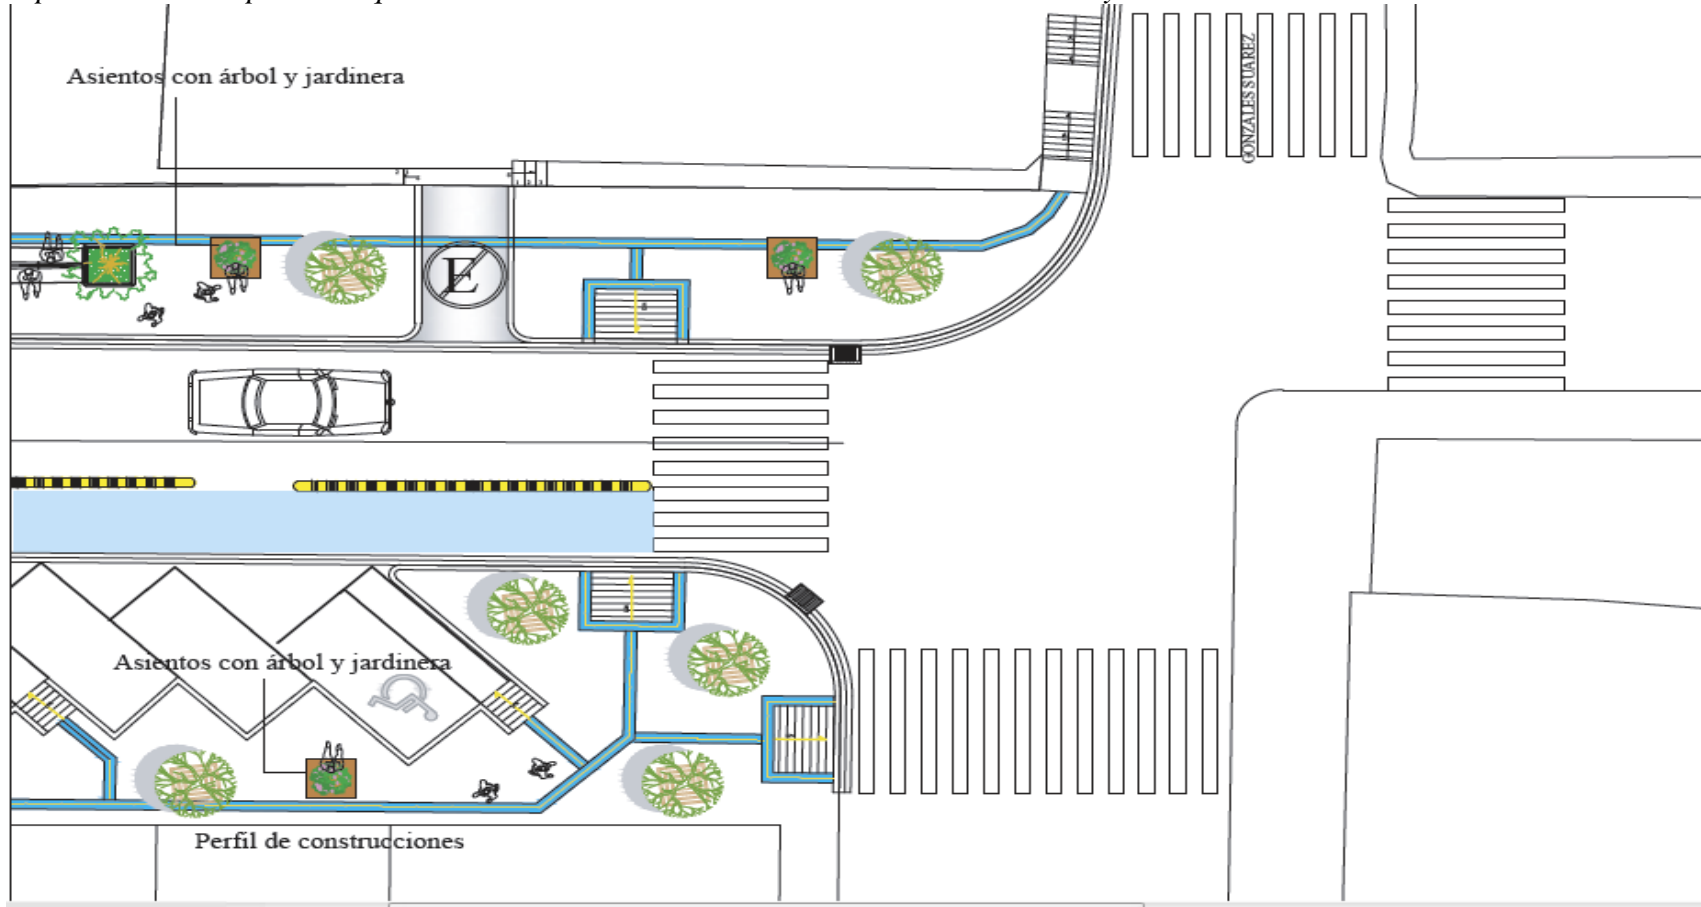 Asientos con árbol y jardinera
GONZALES SUAREZ
E
Asientos con árbol y jardinera
Perfil de construcciones